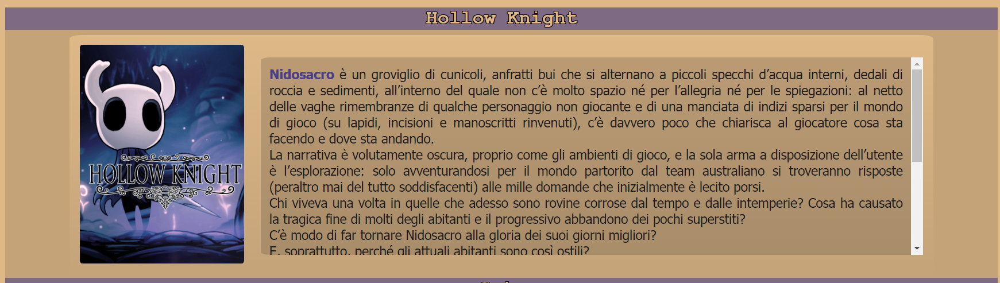 Hollow Knight
HOLLOW KNIGHT
Nidosacro è un groviglio di cunicoli, anfratti bui che si alternano a piccoli specchi d’acqua interni, dedali di
roccia e sedimenti, all’interno del quale non c’è molto spazio né per l’allegria né per le spiegazioni: al netto
delle vaghe rimembranze di qualche personaggio non giocante e di una manciata di indizi sparsi per il mondo
di gioco (su lapidi, incisioni e manoscritti rinvenuti), c’è davvero poco che chiarisca al giocatore cosa sta
facendo e dove sta andando.
La narrativa è volutamente oscura, proprio come gli ambienti di gioco, e la sola arma a disposizione dell’utente
è l’esplorazione: solo avventurandosi per il mondo partorito dal team australiano si troveranno risposte
(peraltro mai del tutto soddisfacenti) alle mille domande che inizialmente è lecito porsi.
Chi viveva una volta in quelle che adesso sono rovine corrose dal tempo e dalle intemperie? Cosa ha causato
la tragica fine di molti degli abitanti e il progressivo abbandono dei pochi superstiti?
C’è modo di far tornare Nidosacro alla gloria dei suoi giorni migliori?
E, soprattutto, perché gli attuali abitanti sono così ostili?